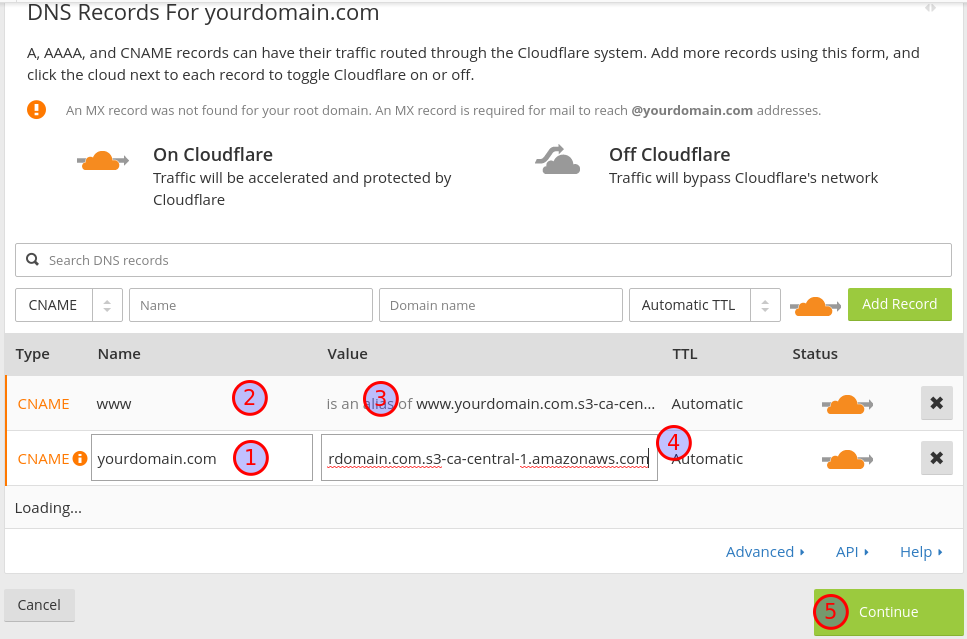 DNS Records For yourdomain.com
A, AAAA, and CNAME records can have their traffic routed through the Cloudflare system. Add more records using this form, and
click the cloud next to each record to toggle Cloudflare on or off.
An MX record was not found for your root domain. An MX record is required for mail to reach @yourdomain.com addresses.
On Cloudflare
Traffic will be accelerated and protected by
Cloudflare
Off Cloudflare
Traffic will bypass Cloudflare's network
Search DNS records
CNAME Name Domain name Automatic TTL Add Record
Type Name Value TTL Status
CNAME www 2 is an alias of 3 www.yourdomain.com.s3-ca-cen... Automatic
CNAME yourdomain.com 1 rdomain.com.s3-ca-central-1.amazonaws.com 4 Automatic
Loading...
Advanced API Help
Cancel 5 Continue